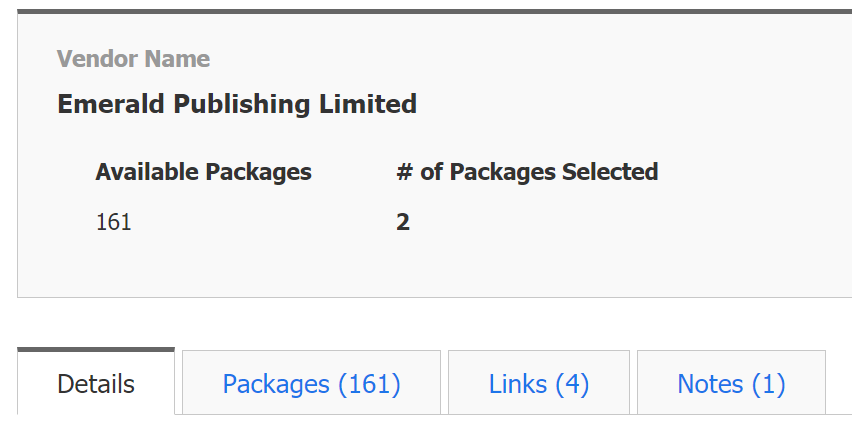 Vendor Name
Emerald Publishing Limited
Available Packages # of Packages Selected
161 2
Details Packages (161) Links (4) Notes (1)